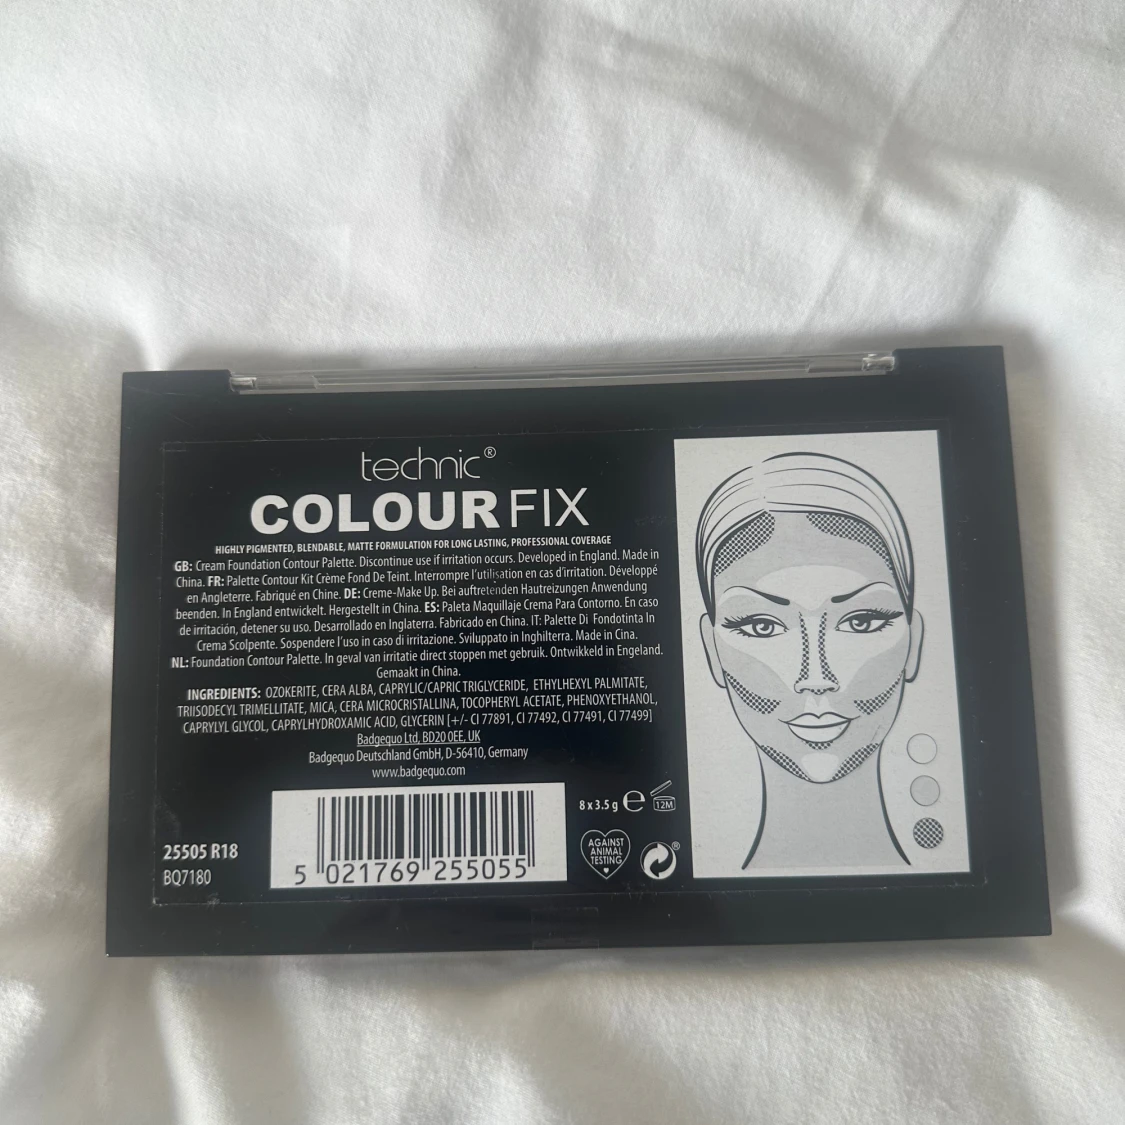 technic®
COLOUR FIX
HIGHLY PIGMENTED, BLENDABLE, MATTE FORMULATION FOR LONG LASTING, PROFESSIONAL COVERAGE
GB: Cream Foundation Contour Palette. Discontinue use if irritation occurs. Developed in England. Made in
China. FR: Palette Contour Kit Crème Fond De Teint. Interrompre l'utilisation en cas d'irritation. Développé
en Angleterre. Fabriqué en Chine. DE: Creme-Make Up. Bei auftretenden Hautreizungen Anwendung
beenden. In England entwickelt. Hergestellt in China. ES: Paleta Maquillaje Crema Para Contorno. En caso
de irritación, detener su uso. Desarrollado en Inglaterra. Fabricado en China. IT: Palette Di Fondotinta In
Crema Scolpente. Sospendere l'uso in caso di irritazione. Sviluppato in Inghilterra. Made in Cina.
NL: Foundation Contour Palette. In geval van irritatie direct stoppen met gebruik. Ontwikkeld in Engeland.
Gemaakt in China.
INGREDIENTS: OZOKERITE, CERA ALBA, CAPRYLIC/CAPRIC TRIGLYCERIDE, ETHYLHEXYL PALMITATE,
TRIISODECYL TRIMELLITATE, MICA, CERA MICROCRISTALLINA, TOCOPHERYL ACETATE, PHENOXYETHANOL,
CAPRYLYL GLYCOL, CAPRYLHYDROXAMIC ACID, GLYCERIN [+/- CI 77891, CI 77492, CI 77491, CI 77499]
Badgequo Ltd, BD20 0EE, UK
Badgequo Deutschland GmbH, D-56410, Germany
www.badgequo.com
8 x 3.5 g e 12M
AGAINST
ANIMAL
TESTING
®
25505 R18
BQ7180
5 021769 255055